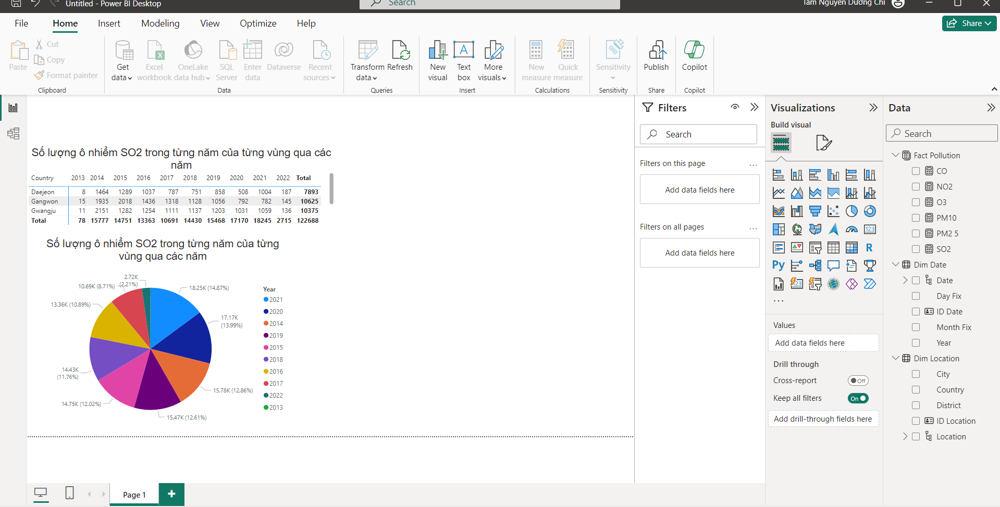 Untitled - Power BI Desktop
Search
Tam Nguyen Dương Chi
File Home Insert Modeling View Optimize Help
Share
Paste
Cut
Copy
Format painter
Clipboard
Get data
Excel workbook
OneLake data hub
SQL Server
Enter data
Dataverse
Recent sources
Data
Transform data
Refresh
Queries
New visual
Text box
More visuals
Insert
New measure
Quick measure
Calculations
Sensitivity
Sensitivity
Publish
Share
Copilot
Copilot
Số lượng ô nhiễm SO2 trong từng năm của từng vùng qua các
năm
Country 2013 2014 2015 2016 2017 2018 2019 2020 2021 2022 Total
Daejeon 8 1464 1289 1037 787 751 858 508 1004 187 7893
Gangwon 15 1935 2018 1436 1318 1128 1056 792 782 145 10625
Gwangju 11 2151 1282 1254 1111 1137 1203 1031 1059 136 10375
Total 78 15777 14751 13363 10691 14430 15468 17170 18245 2715 122688
Số lượng ô nhiễm SO2 trong từng năm của từng
vùng qua các năm
2.72K
(2.21%)
10.69K (8.71%)
18.25K (14.87%)
13.36K (10.89%)
17.17K
(13.99%)
14.43K
(11.76%)
15.78K (12.86%)
14.75K (12.02%)
15.47K (12.61%)
Year
2021
2020
2014
2019
2015
2018
2016
2017
2022
2013
Page 1
+
Filters
Search
Filters on this page ...
Add data fields here
Filters on all pages ...
Add data fields here
Visualizations
Build visual
123
R
Py
123
...
Values
Add data fields here
Drill through
Cross-report Off
Keep all filters On
Add drill-through fields here
Data
Search
Fact Pollution
CO
NO2
O3
PM10
PM2 5
SO2
Dim Date
Date
Day Fix
ID Date
Month Fix
Year
Dim Location
City
Country
District
ID Location
Location